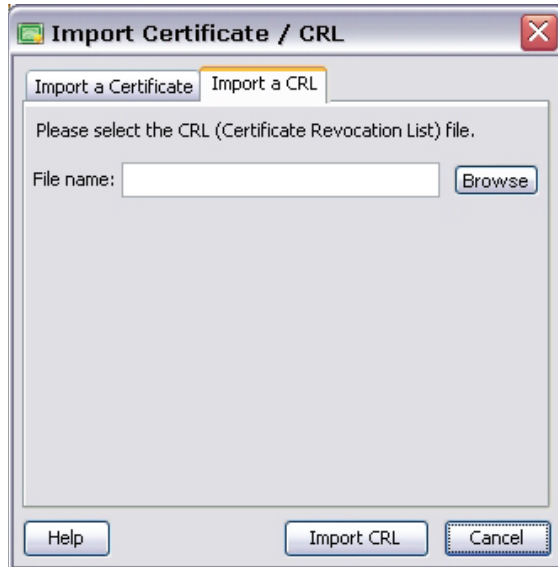 Import Certificate / CRL
Import a Certificate Import a CRL
Please select the CRL (Certificate Revocation List) file.
File name: Browse
Help Import CRL Cancel